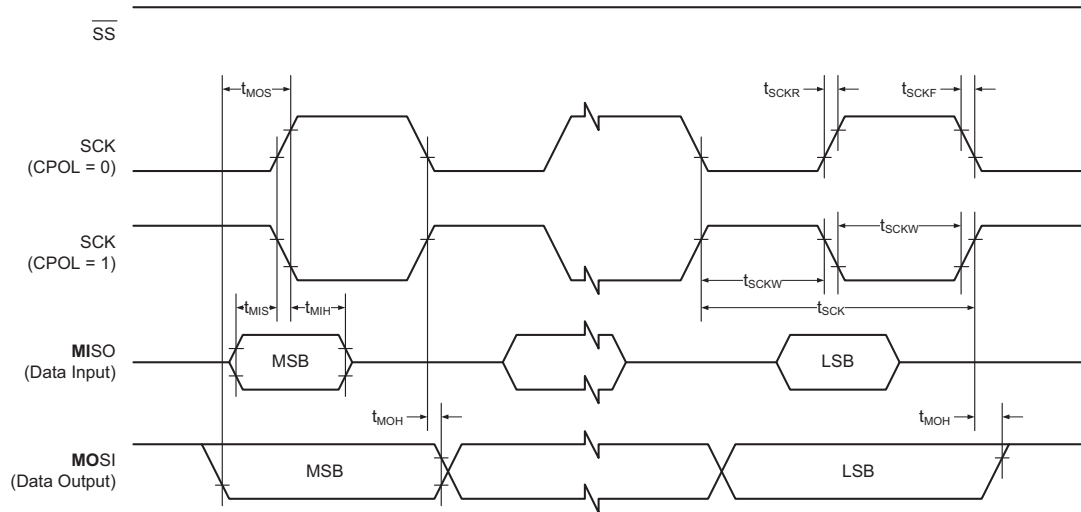 SS
tMOS
tSCKR
tSCKF
SCK
(CPOL = 0)
SCK
(CPOL = 1)
tSCKW
tSCKW
tSCK
tMIS
tMIH
MISO
(Data Input)
MSB
LSB
tMOH
tMOH
MOSI
(Data Output)
MSB
LSB